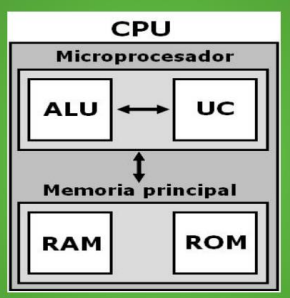 CPU
Microprocesador
ALU UC
Memoria principal
RAM ROM